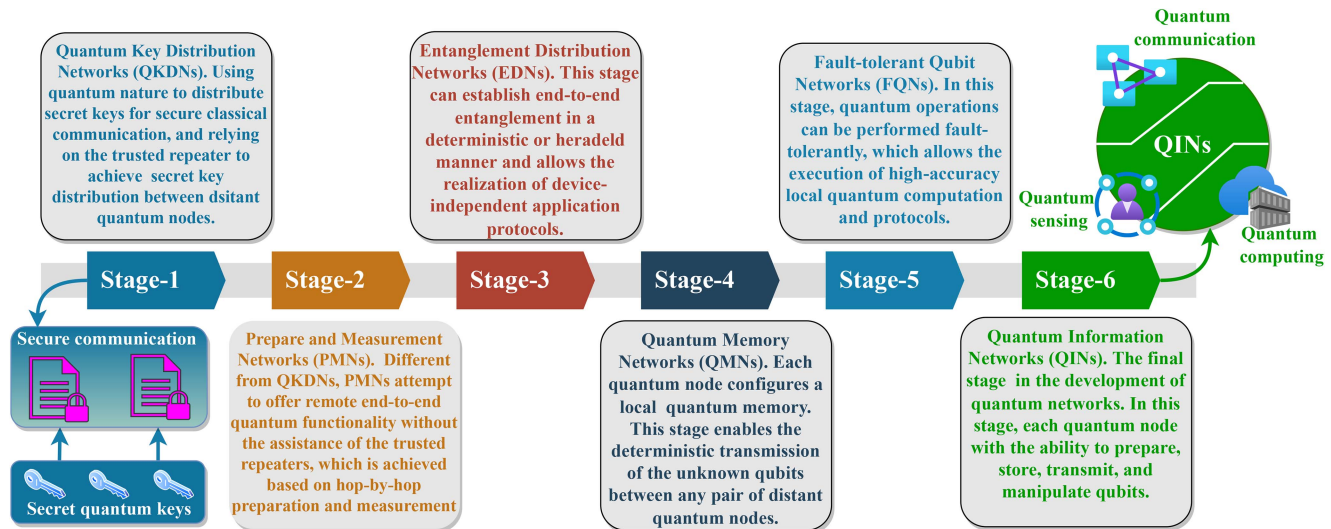 Quantum Key Distribution
Networks (QKDNs). Using
quantum nature to distribute
secret keys for secure classical
communication, and relying
on the trusted repeater to
achieve secret key
distribution between dsitant
quantum nodes.
Entanglement Distribution
Networks (EDNs). This stage
can establish end-to-end
entanglement in a
deterministic or heradeld
manner and allows the
realization of device-
independent application
protocols.
Fault-tolerant Qubit
Networks (FQNs). In this
stage, quantum operations
can be performed fault-
tolerantly, which allows the
execution of high-accuracy
local quantum computation
and protocols.
Quantum
communication
QINs
Quantum
sensing
Quantum
computing
Stage-1
Stage-2
Stage-3
Stage-4
Stage-5
Stage-6
Secure communication
Secret quantum keys
Prepare and Measurement
Networks (PMNs). Different
from QKDNs, PMNs attempt
to offer remote end-to-end
quantum functionality without
the assistance of the trusted
repeaters, which is achieved
based on hop-by-hop
preparation and measurement
Quantum Memory
Networks (QMNs). Each
quantum node configures a
local quantum memory.
This stage enables the
deterministic transmission
of the unknown qubits
between any pair of distant
quantum nodes.
Quantum Information
Networks (QINs). The final
stage in the development of
quantum networks. In this
stage, each quantum node
with the ability to prepare,
store, transmit, and
manipulate qubits.